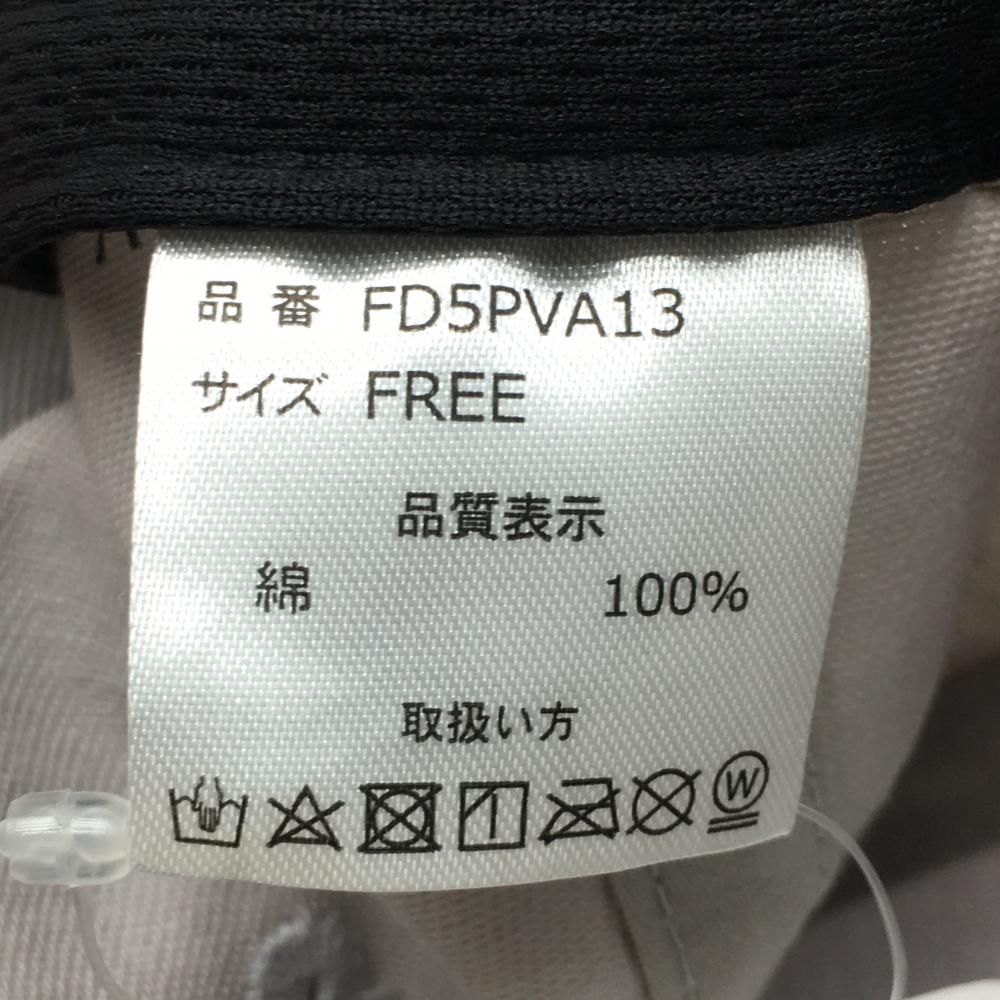 品番 FD5PVA13
サイズ FREE
品質表示
綿 100%
取扱い方
W